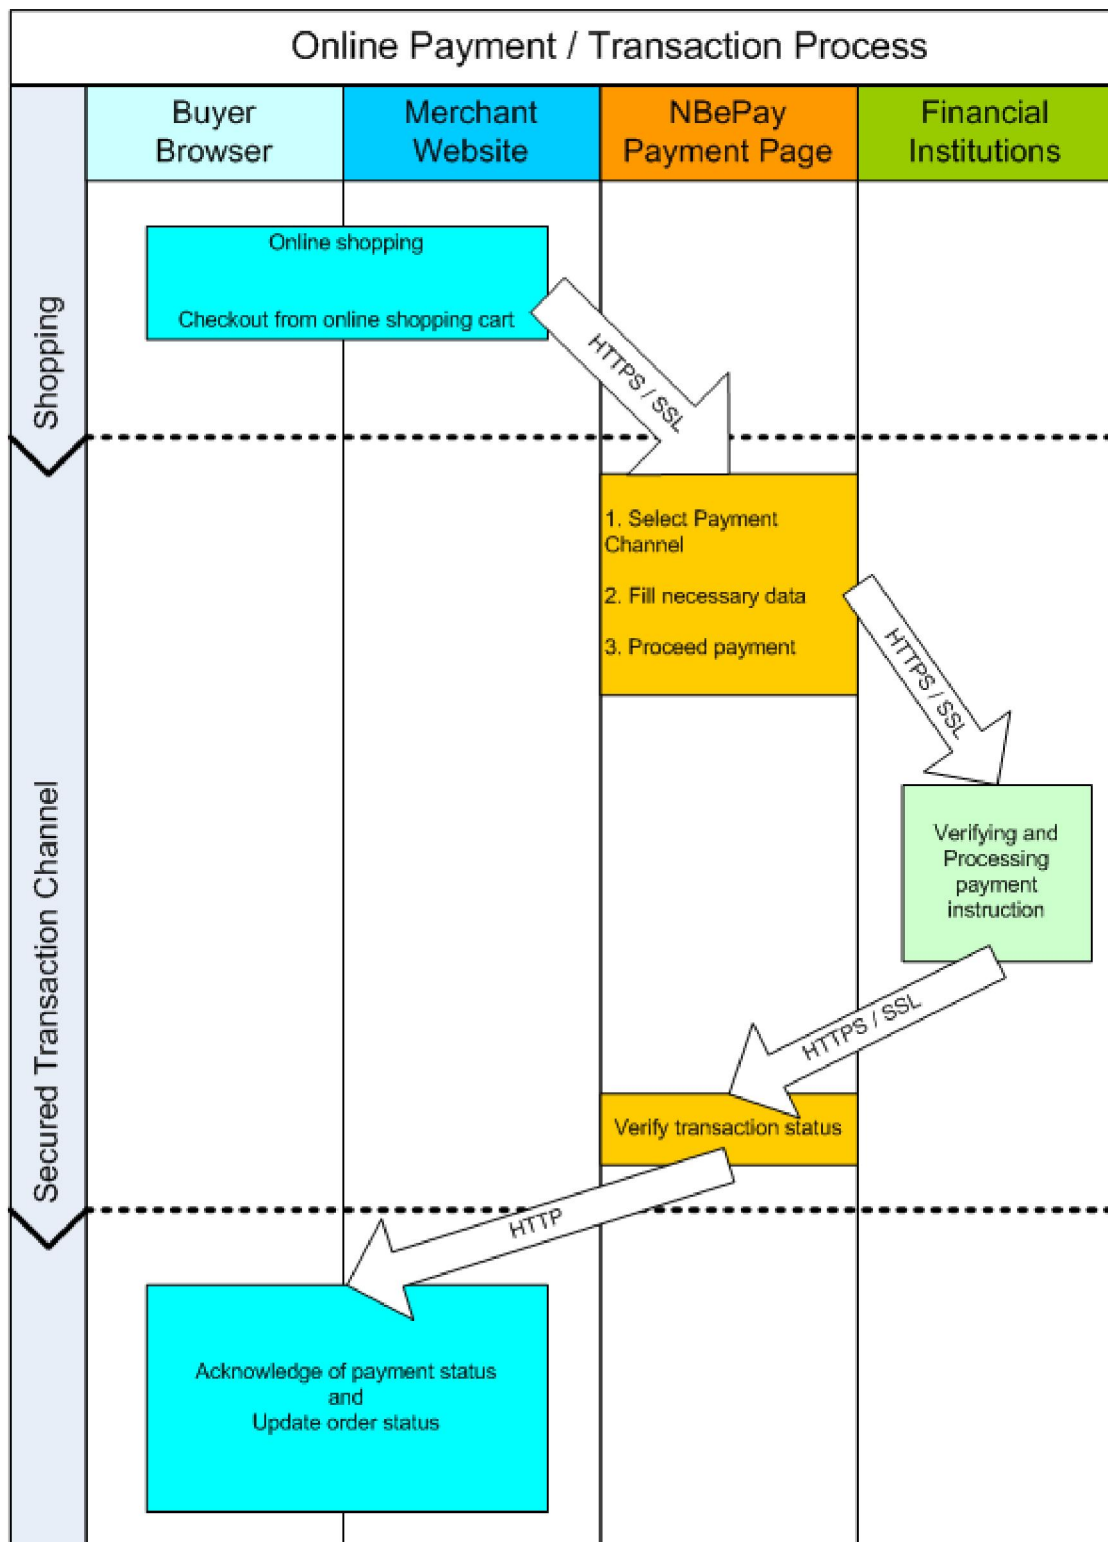 Online Payment / Transaction Process
Buyer
Browser
Merchant
Website
NBePay
Payment Page
Financial
Institutions
Shopping
Online shopping
Checkout from online shopping cart
HTTPS / SSL
Secured Transaction Channel
1. Select Payment
Channel
2. Fill necessary data
3. Proceed payment
HTTPS / SSL
Verifying and
Processing
payment
instruction
HTTPS / SSL
Verify transaction status
HTTP
Acknowledge of payment status
and
Update order status